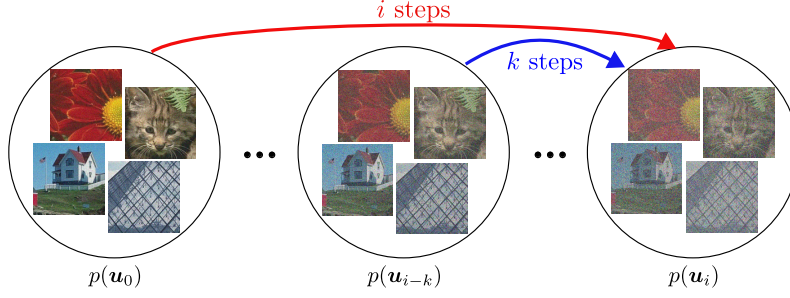 i steps
k steps
... ...
p(u₀) p(uᵢ₋ₖ) p(uᵢ)